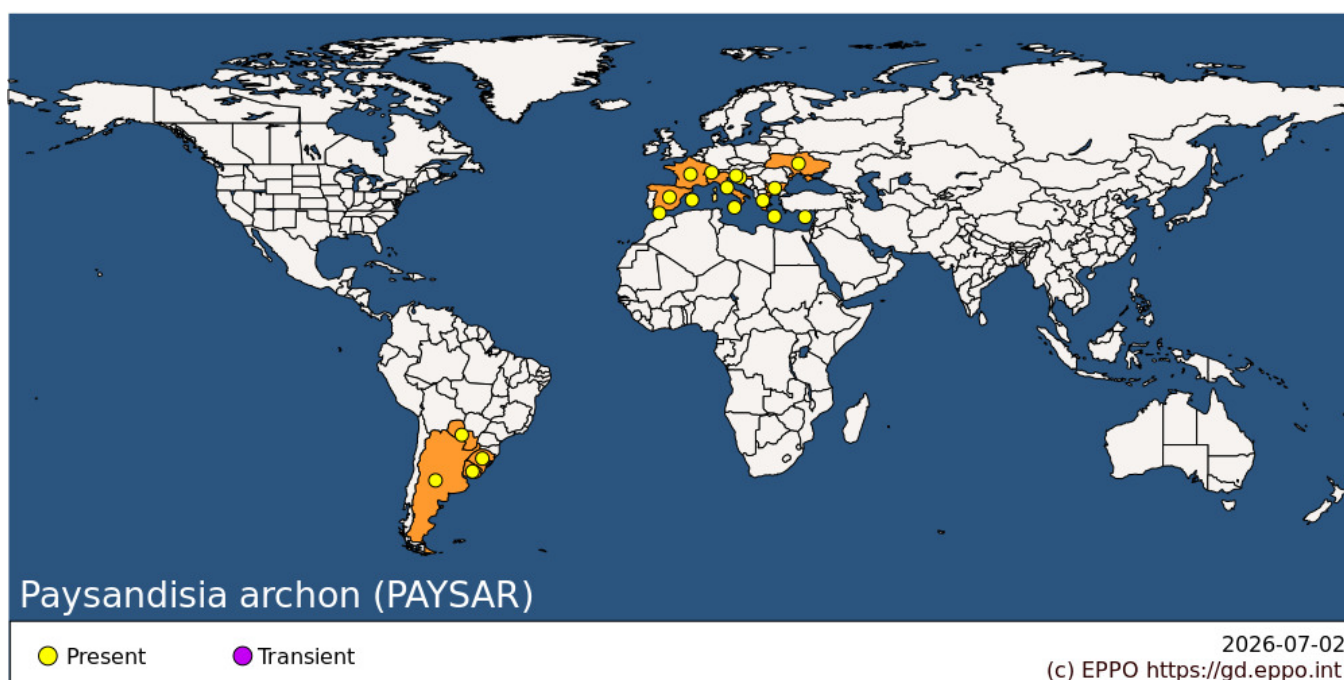 Paysandisia archon (PAYSAR)
Present
Transient
2026-07-02
(c) EPPO https://gd.eppo.int